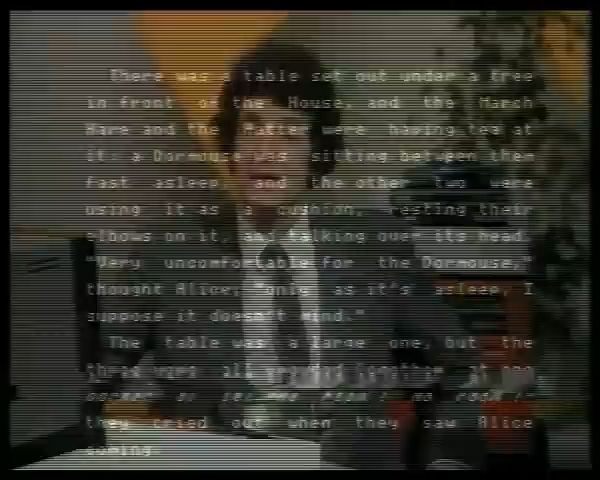 There was a table set out under a tree
in front of the House, and the March
Hare and the Hatter were having tea at
it: a Dormouse was sitting between them
fast asleep, and the other two were
using it as a cushion, resting their
elbows on it, and talking over its head.
"Very uncomfortable for the Dormouse,"
thought Alice, "only as it's asleep, I
suppose it doesn't mind."
The table was a large one, but the
three were all crowded together at one
they cried out when they saw Alice
coming.